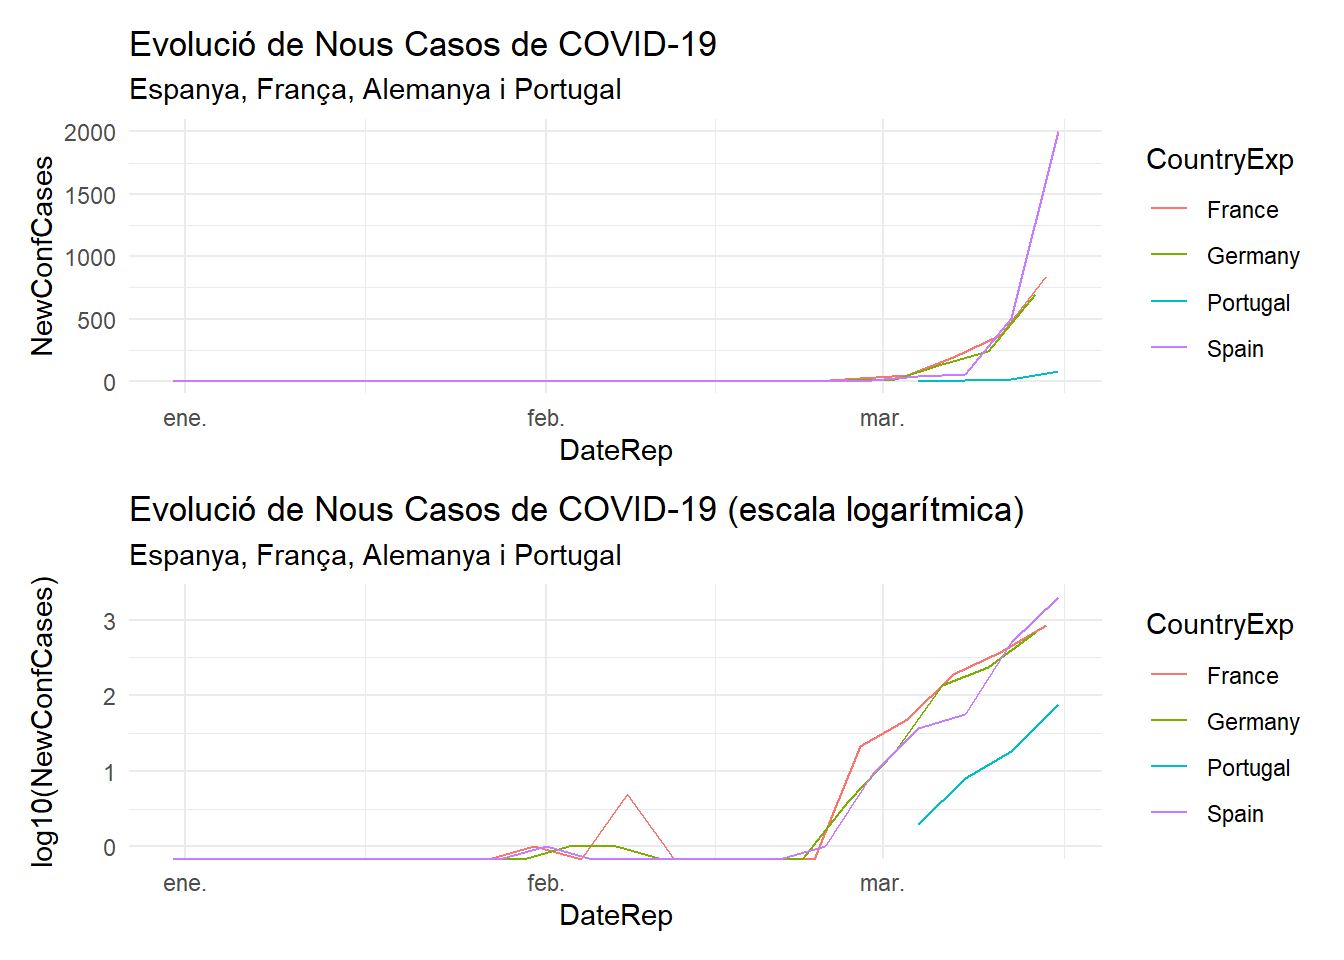 Evolució de Nous Casos de COVID-19
Espanya, França, Alemanya i Portugal
NewConfCases
2000
1500
1000
500
0
ene.
feb.
mar.
DateRep
CountryExp
France
Germany
Portugal
Spain
Evolució de Nous Casos de COVID-19 (escala logarítmica)
Espanya, França, Alemanya i Portugal
log10(NewConfCases)
3
2
1
0
ene.
feb.
mar.
DateRep
CountryExp
France
Germany
Portugal
Spain